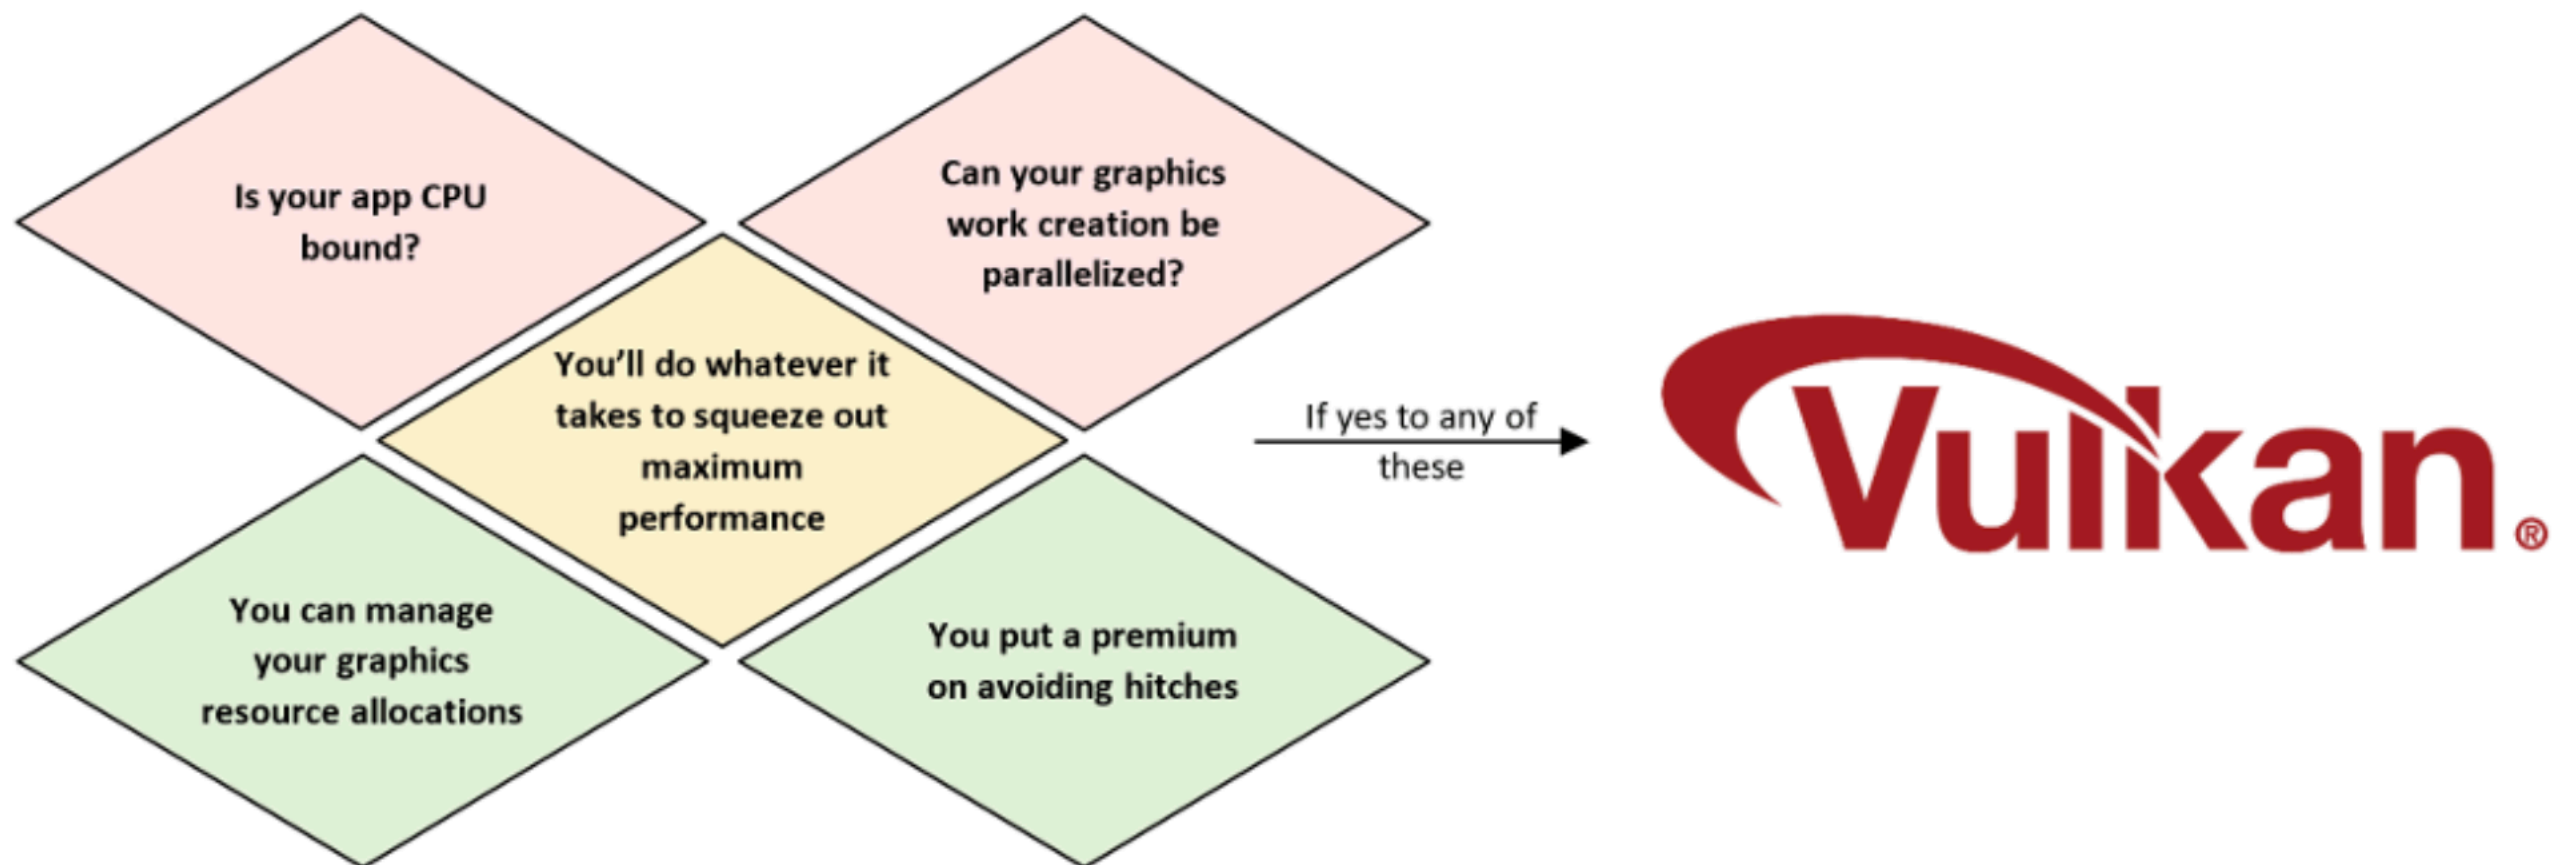 Is your app CPU
bound?
Can your graphics
work creation be
parallelized?
You’ll do whatever it
takes to squeeze out
maximum
performance
You can manage
your graphics
resource allocations
You put a premium
on avoiding hitches
If yes to any of
these
Vulkan®